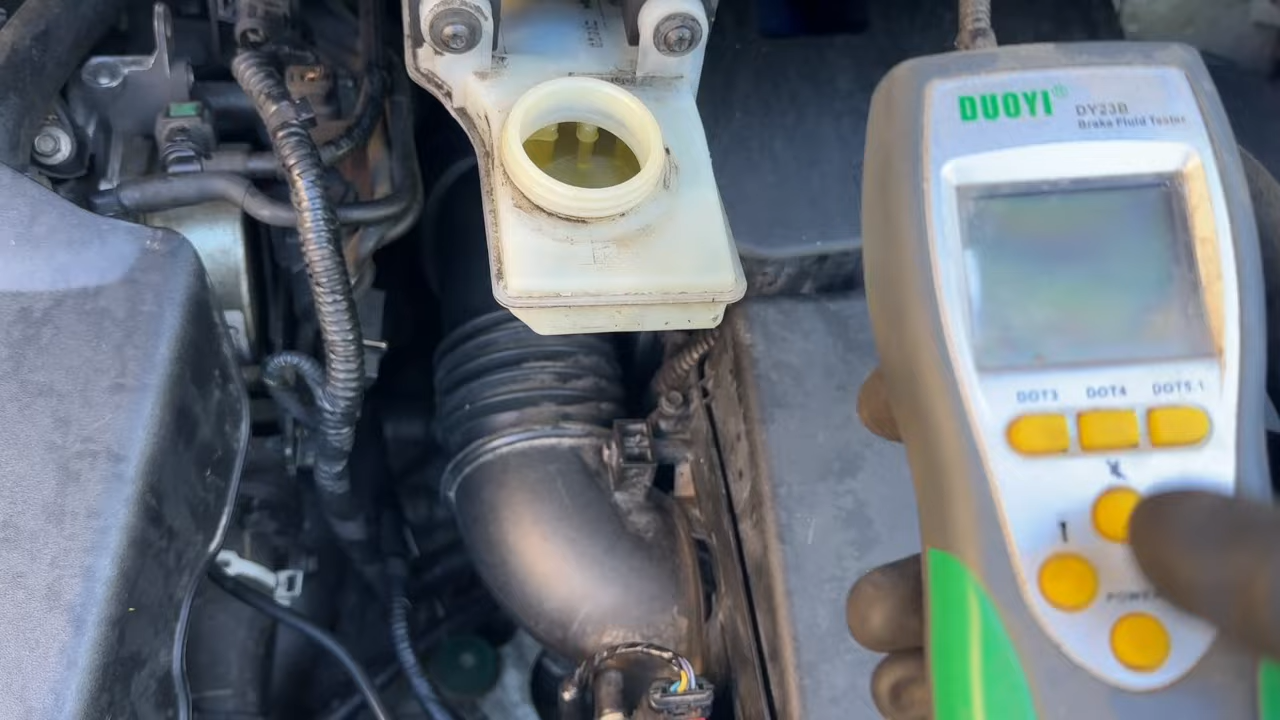 DUOYI®
DY23B
Brake Fluid Tester
DOT3 DOT4 DOT5.1
POWER